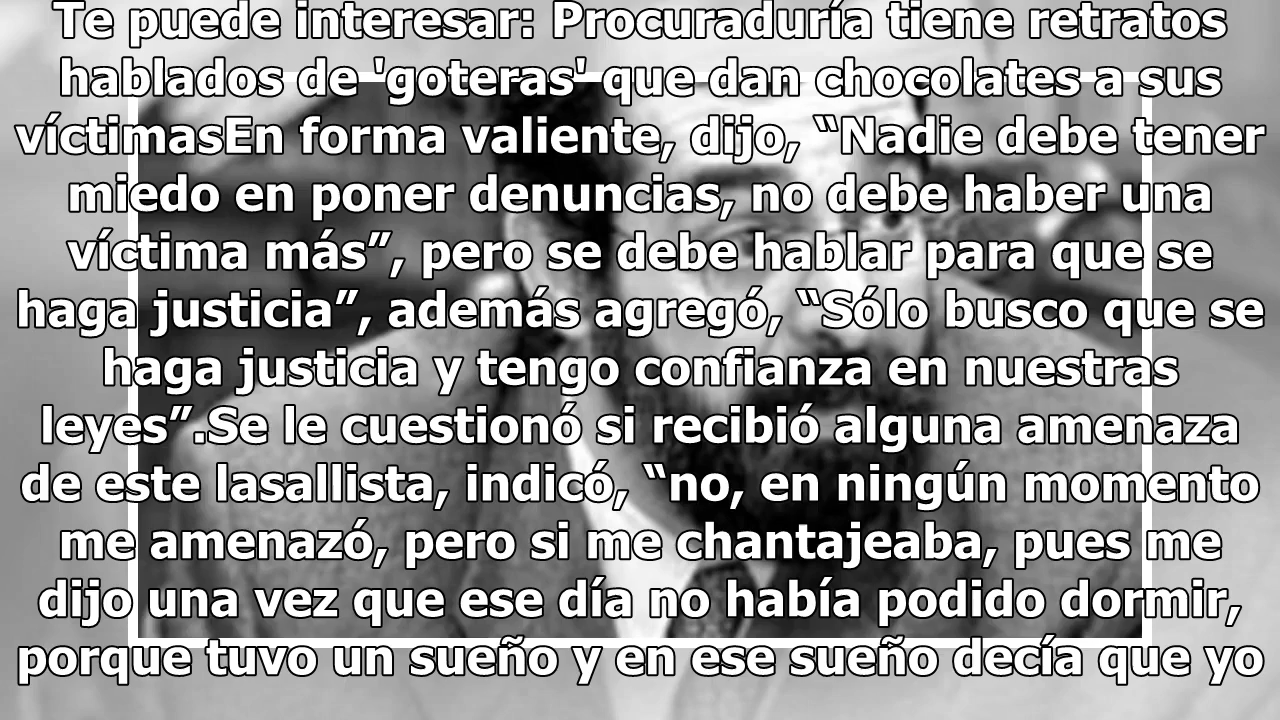 Te puede interesar: Procuraduría tiene retratos
hablados de 'goteras' que dan chocolates a sus
víctimasEn forma valiente, dijo, “Nadie debe tener
miedo en poner denuncias, no debe haber una
víctima más”, pero se debe hablar para que se
haga justicia”, además agregó, “Sólo busco que se
haga justicia y tengo confianza en nuestras
leyes”.Se le cuestionó si recibió alguna amenaza
de este lasallista, indicó, “no, en ningún momento
me amenazó, pero si me chantajeaba, pues me
dijo una vez que ese día no había podido dormir,
porque tuvo un sueño y en ese sueño decía que yo